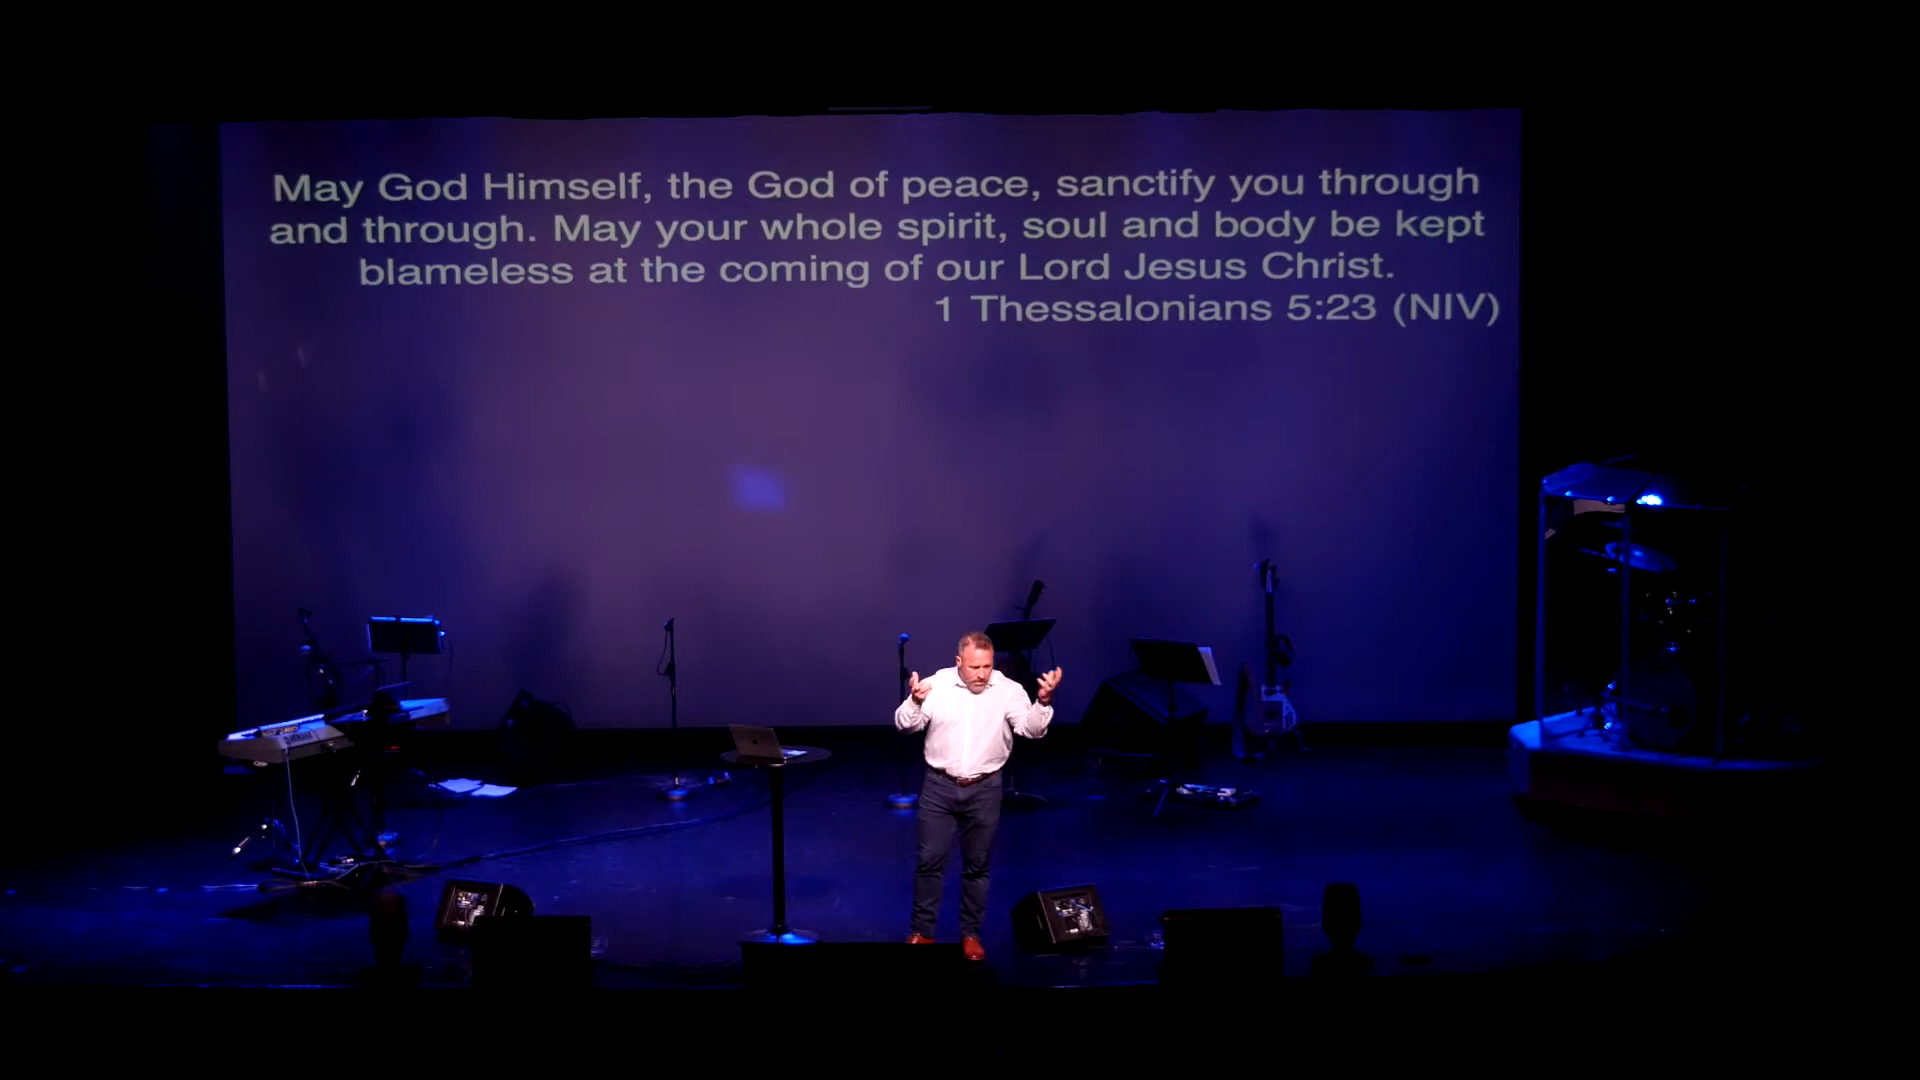 May God Himself, the God of peace, sanctify you through
and through. May your whole spirit, soul and body be kept
blameless at the coming of our Lord Jesus Christ.
1 Thessalonians 5:23 (NIV)